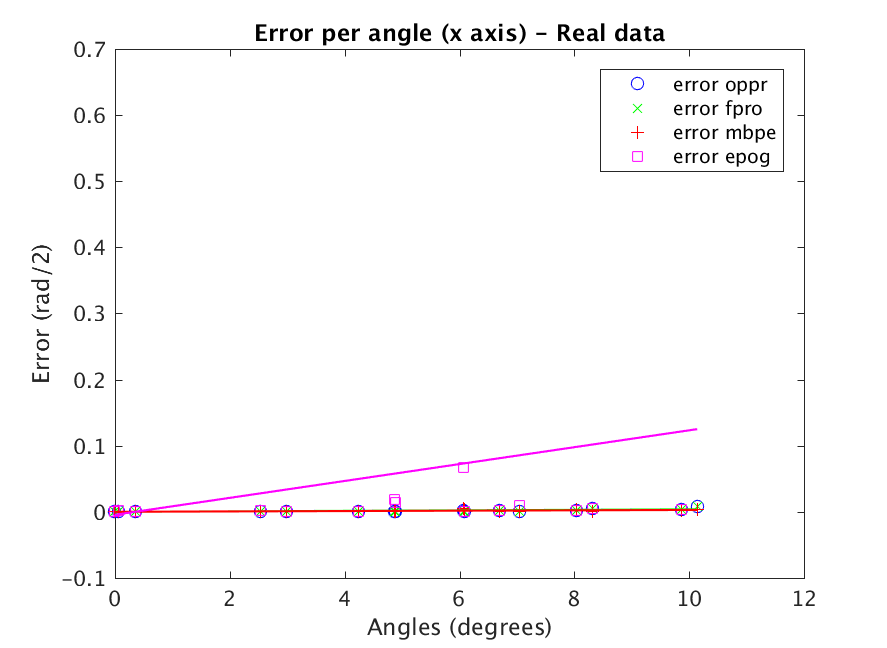 Error per angle (x axis) - Real data
0.7
0.6
0.5
0.4
0.3
0.2
0.1
0
-0.1
Error (rad/2)
error oppr
error fpro
error mbpe
error epog
0 2 4 6 8 10 12
Angles (degrees)